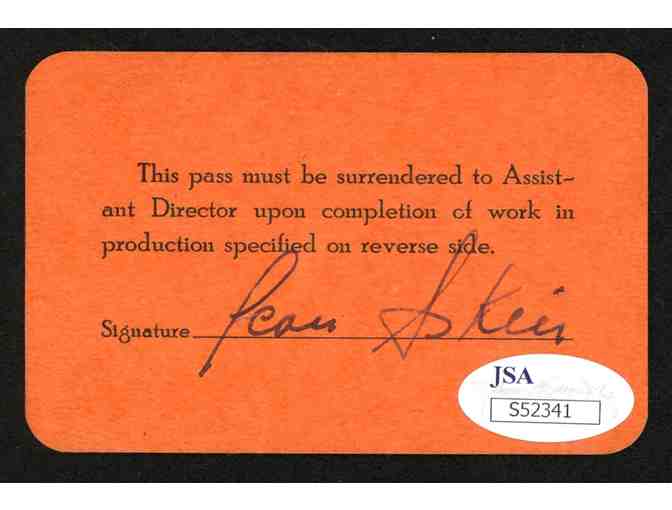 This pass must be surrendered to Assist-
ant Director upon completion of work in
production specified on reverse side.
Signature Jean
JSA
S52341